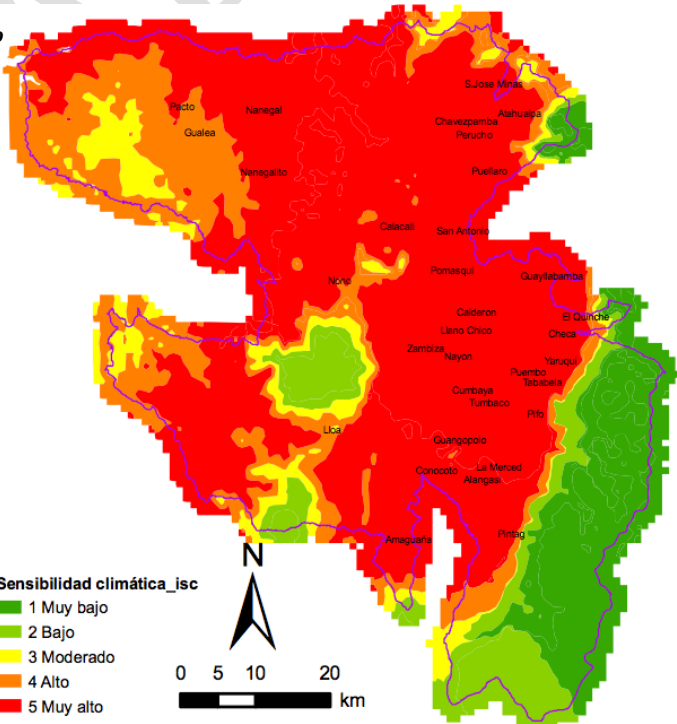 S.Jose Minas
Pacto
Nanegal
Atahualpa
Chavezpamba
Gualea
Perucho
Nanegalito
Puellaro
Calacali
San Antonio
Pomasqui
Nono
Guayllabamba
Calderon
El Quinche
Llano Chico
Checa
Zambiza
Nayon
Yaruqui
Puembo
Tababela
Cumbaya
Tumbaco
Pifo
Lloa
Guangopolo
Conocoto
La Merced
Alangasi
Amaguaña
Pintag
N
Sensibilidad climática_isc
1 Muy bajo
2 Bajo
3 Moderado
4 Alto
5 Muy alto
0 5 10 20
km